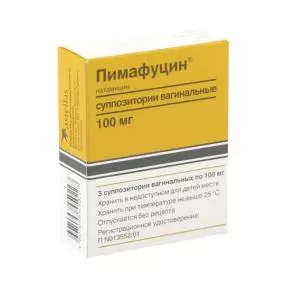 Пимафуцин®
натамицин
суппозитории вагинальные
100 мг
astellas
3 суппозитория вагинальных по 100 мг
Хранить в недоступном для детей месте
Хранить при температуре не выше 25 °C
Отпускается без рецепта
Регистрационное удостоверение:
П N013552/01